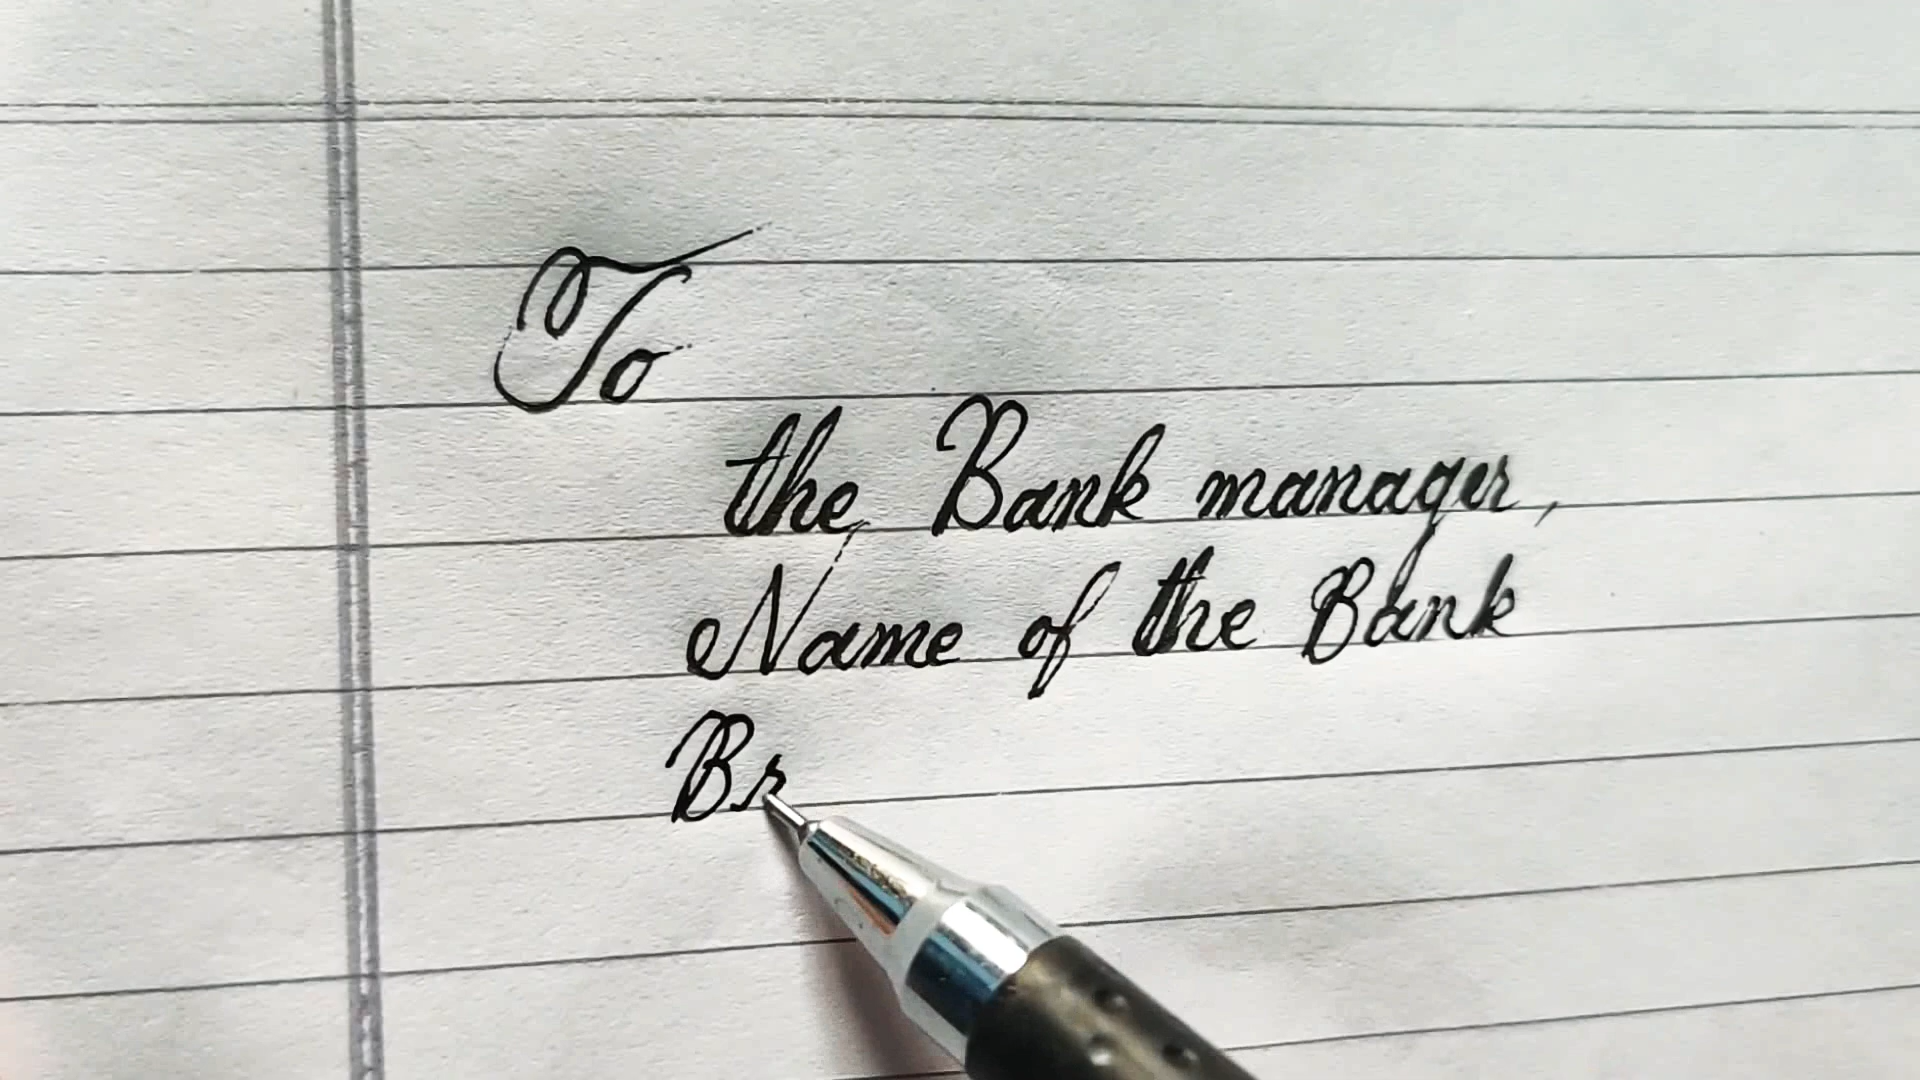 To
the Bank manager,
Name of the Bank
Br